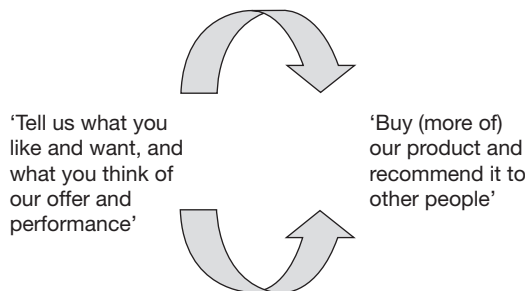 ‘Tell us what you
like and want, and
what you think of
our offer and
performance’
‘Buy (more of)
our product and
recommend it to
other people’